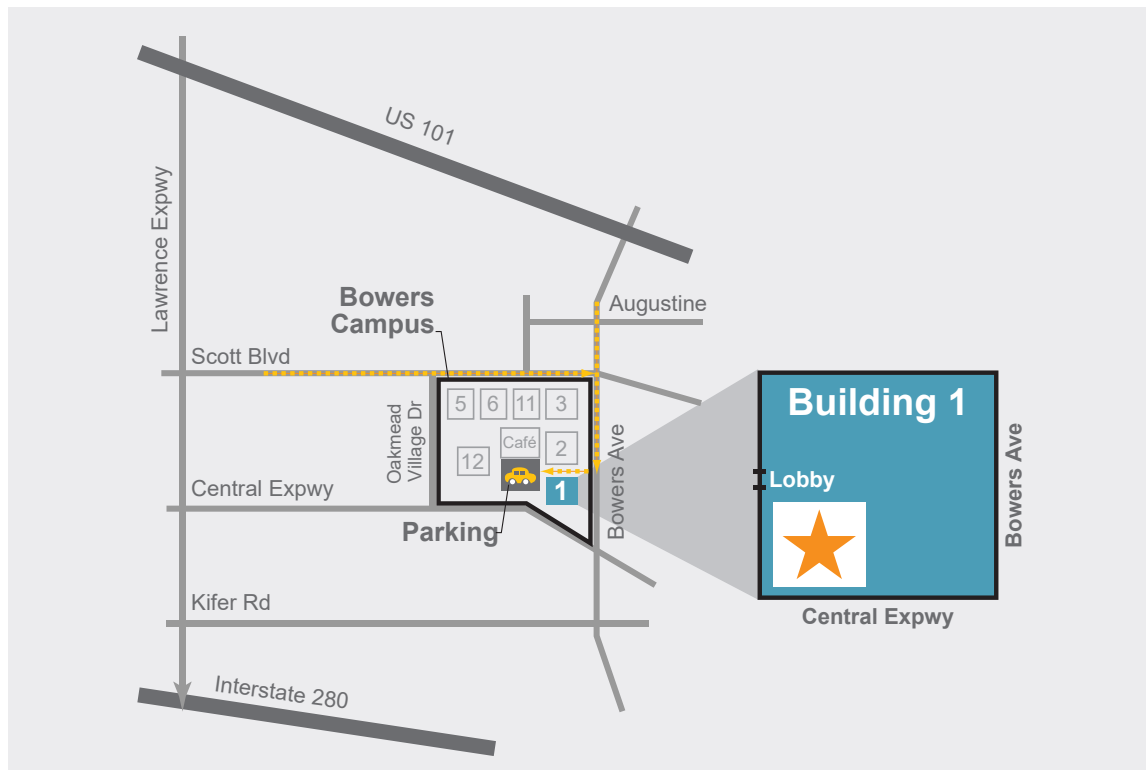 US 101
Lawrence Expwy
Bowers
Campus
Augustine
Scott Blvd
Oakmead
Village Dr
5
6
11
3
Café
2
12
1
Bowers Ave
Central Expwy
Parking
Kifer Rd
Interstate 280
Building 1
Lobby
Bowers Ave
Central Expwy